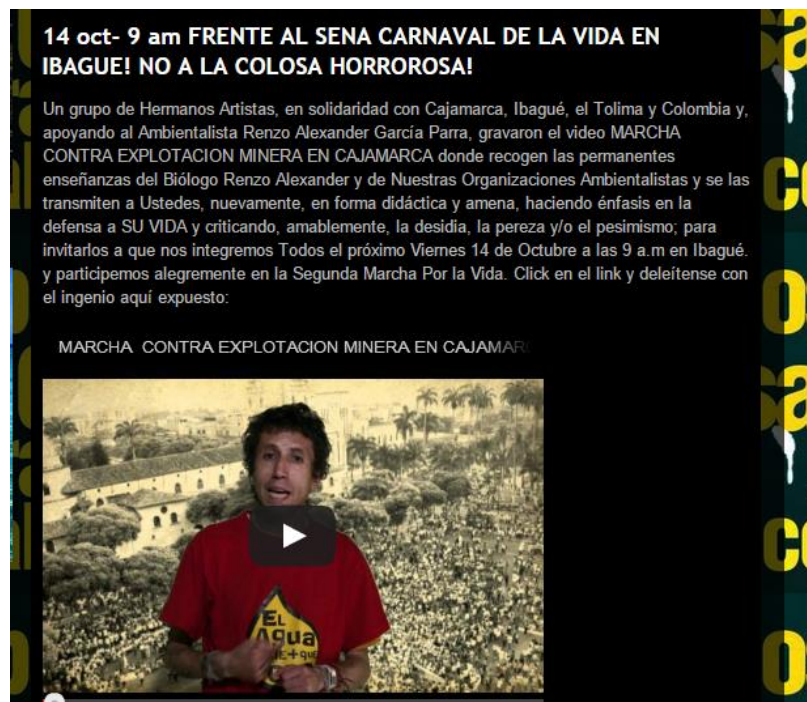 14 oct- 9 am FRENTE AL SENA CARNAVAL DE LA VIDA EN
IBAGUE! NO A LA COLOSA HORROROSA!
Un grupo de Hermanos Artistas, en solidaridad con Cajamarca, Ibagué, el Tolima y Colombia y,
apoyando al Ambientalista Renzo Alexander García Parra, gravaron el video MARCHA
CONTRA EXPLOTACION MINERA EN CAJAMARCA donde recogen las permanentes
enseñanzas del Biólogo Renzo Alexander y de Nuestras Organizaciones Ambientalistas y se las
transmiten a Ustedes, nuevamente, en forma didáctica y amena, haciendo énfasis en la
defensa a SU VIDA y criticando, amablemente, la desidia, la pereza y/o el pesimismo; para
invitarlos a que nos integremos Todos el próximo Viernes 14 de Octubre a las 9 a.m en Ibagué.
y participemos alegremente en la Segunda Marcha Por la Vida. Click en el link y deleítense con
el ingenio aquí expuesto:
MARCHA CONTRA EXPLOTACION MINERA EN CAJAMAR
EL
Agua
+que